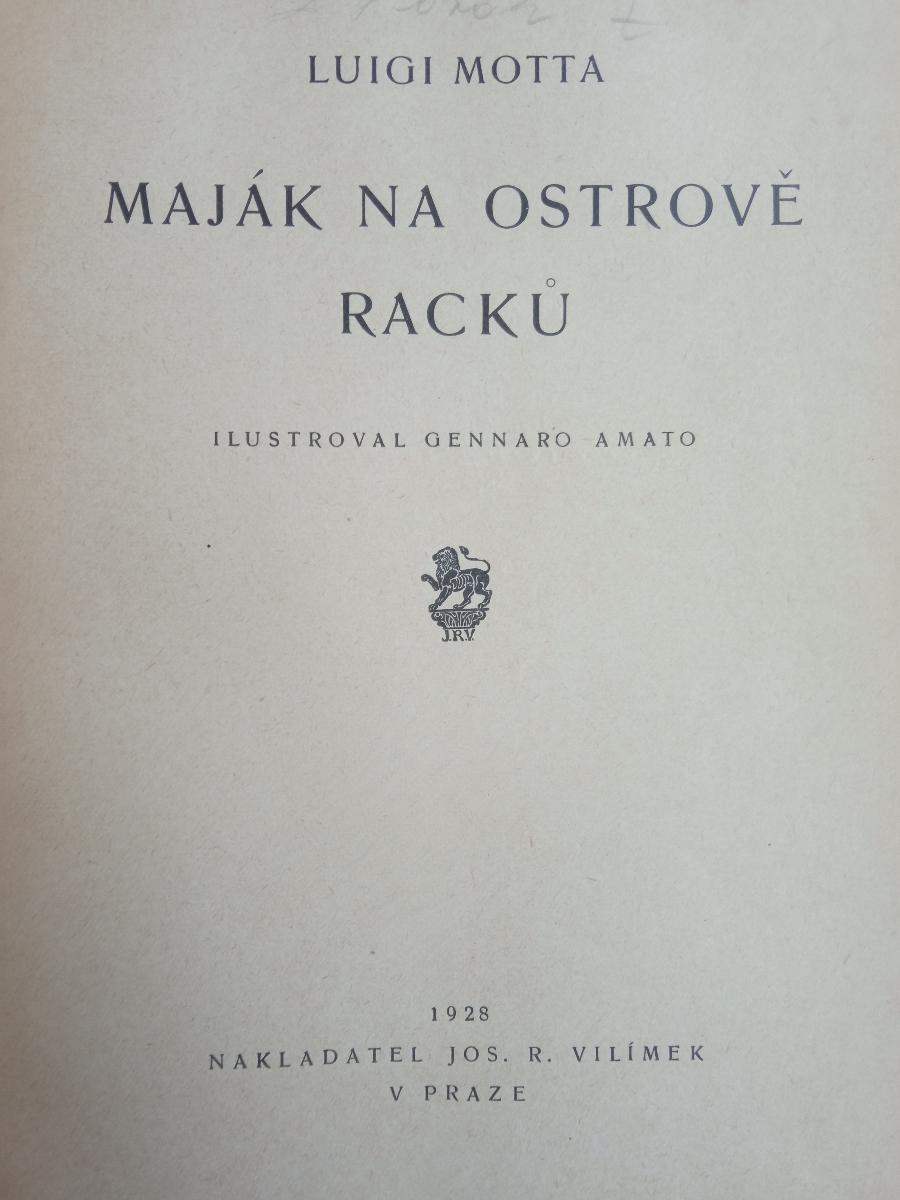 LUIGI MOTTA
MAJÁK NA OSTROVĚ
RACKŮ
ILUSTROVAL GENNARO AMATO
J.R.V.
1928
NAKLADATEL JOS. R. VILÍMEK
V PRAZE